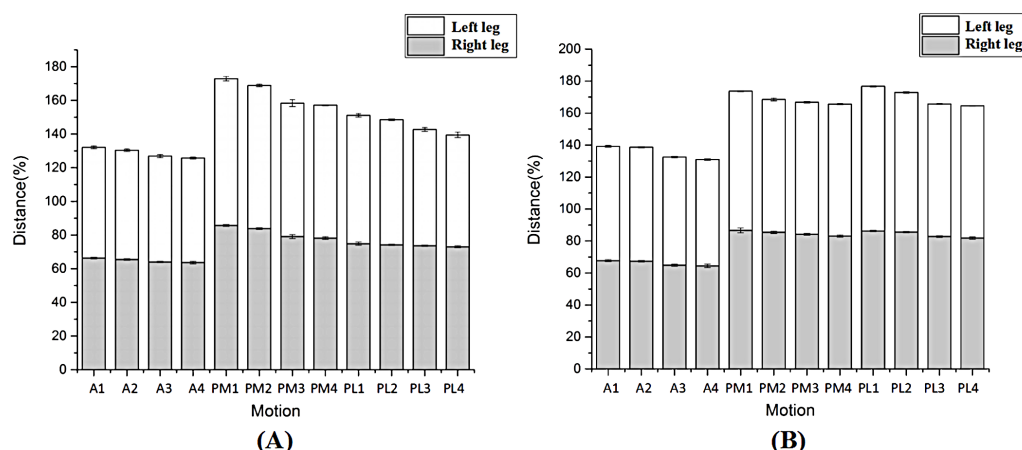 Left leg
Right leg
180
160
140
120
100
80
60
40
20
0
Distance(%)
A1 A2 A3 A4 PM1 PM2 PM3 PM4 PL1 PL2 PL3 PL4
Motion
(A)
Left leg
Right leg
200
180
160
140
120
100
80
60
40
20
0
Distance(%)
A1 A2 A3 A4 PM1 PM2 PM3 PM4 PL1 PL2 PL3 PL4
Motion
(B)